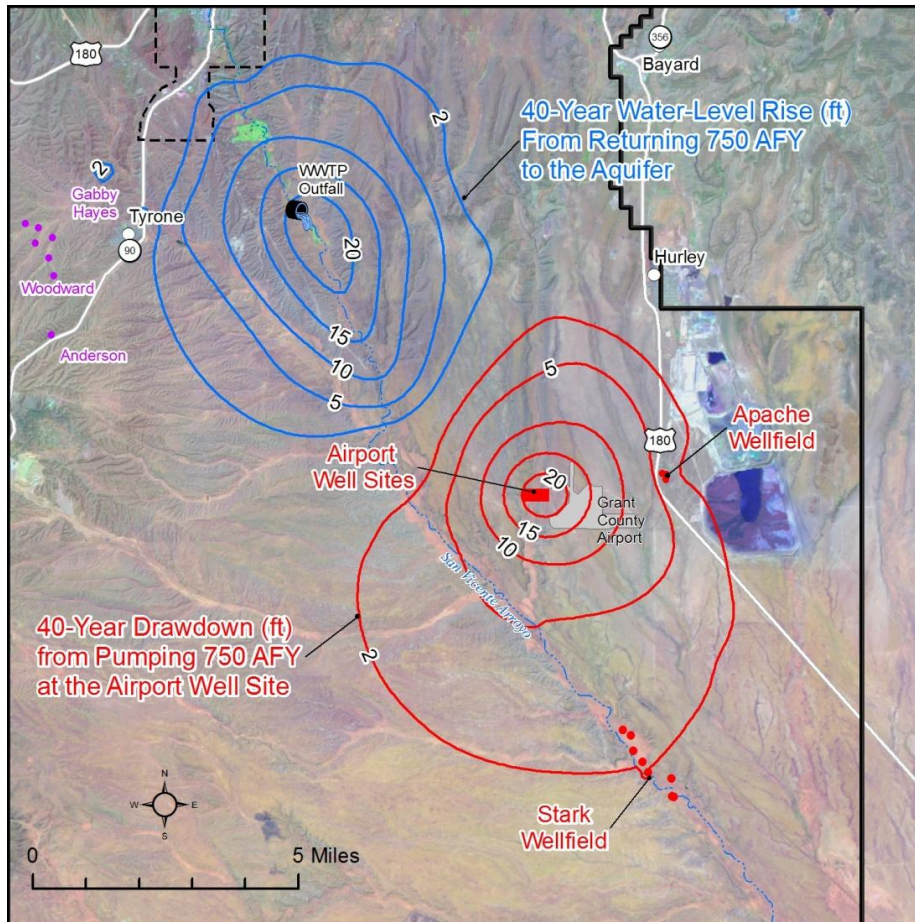 180
356
Bayard
2
40-Year Water-Level Rise (ft)
From Returning 750 AFY
to the Aquifer
WWTP
Outfall
2
Gabby
Hayes
Tyrone
90
20
Hurley
Woodward
15
Anderson
10
5
5
180
Apache
Wellfield
Airport
Well Sites
20
Grant
County
Airport
15
10
San Vicente Arroyo
40-Year Drawdown (ft)
from Pumping 750 AFY
at the Airport Well Site
2
N
W
E
S
Stark
Wellfield
0
5 Miles